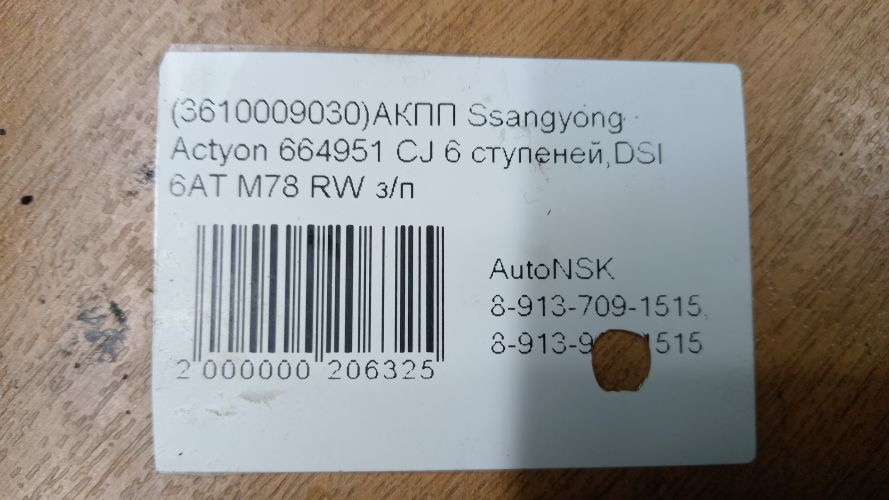 (3610009030)АКПП Ssangyong
Actyon 664951 CJ 6 ступеней,DSI
6AT M78 RW з/п
AutoNSK
8-913-709-1515,
2 000000 206325